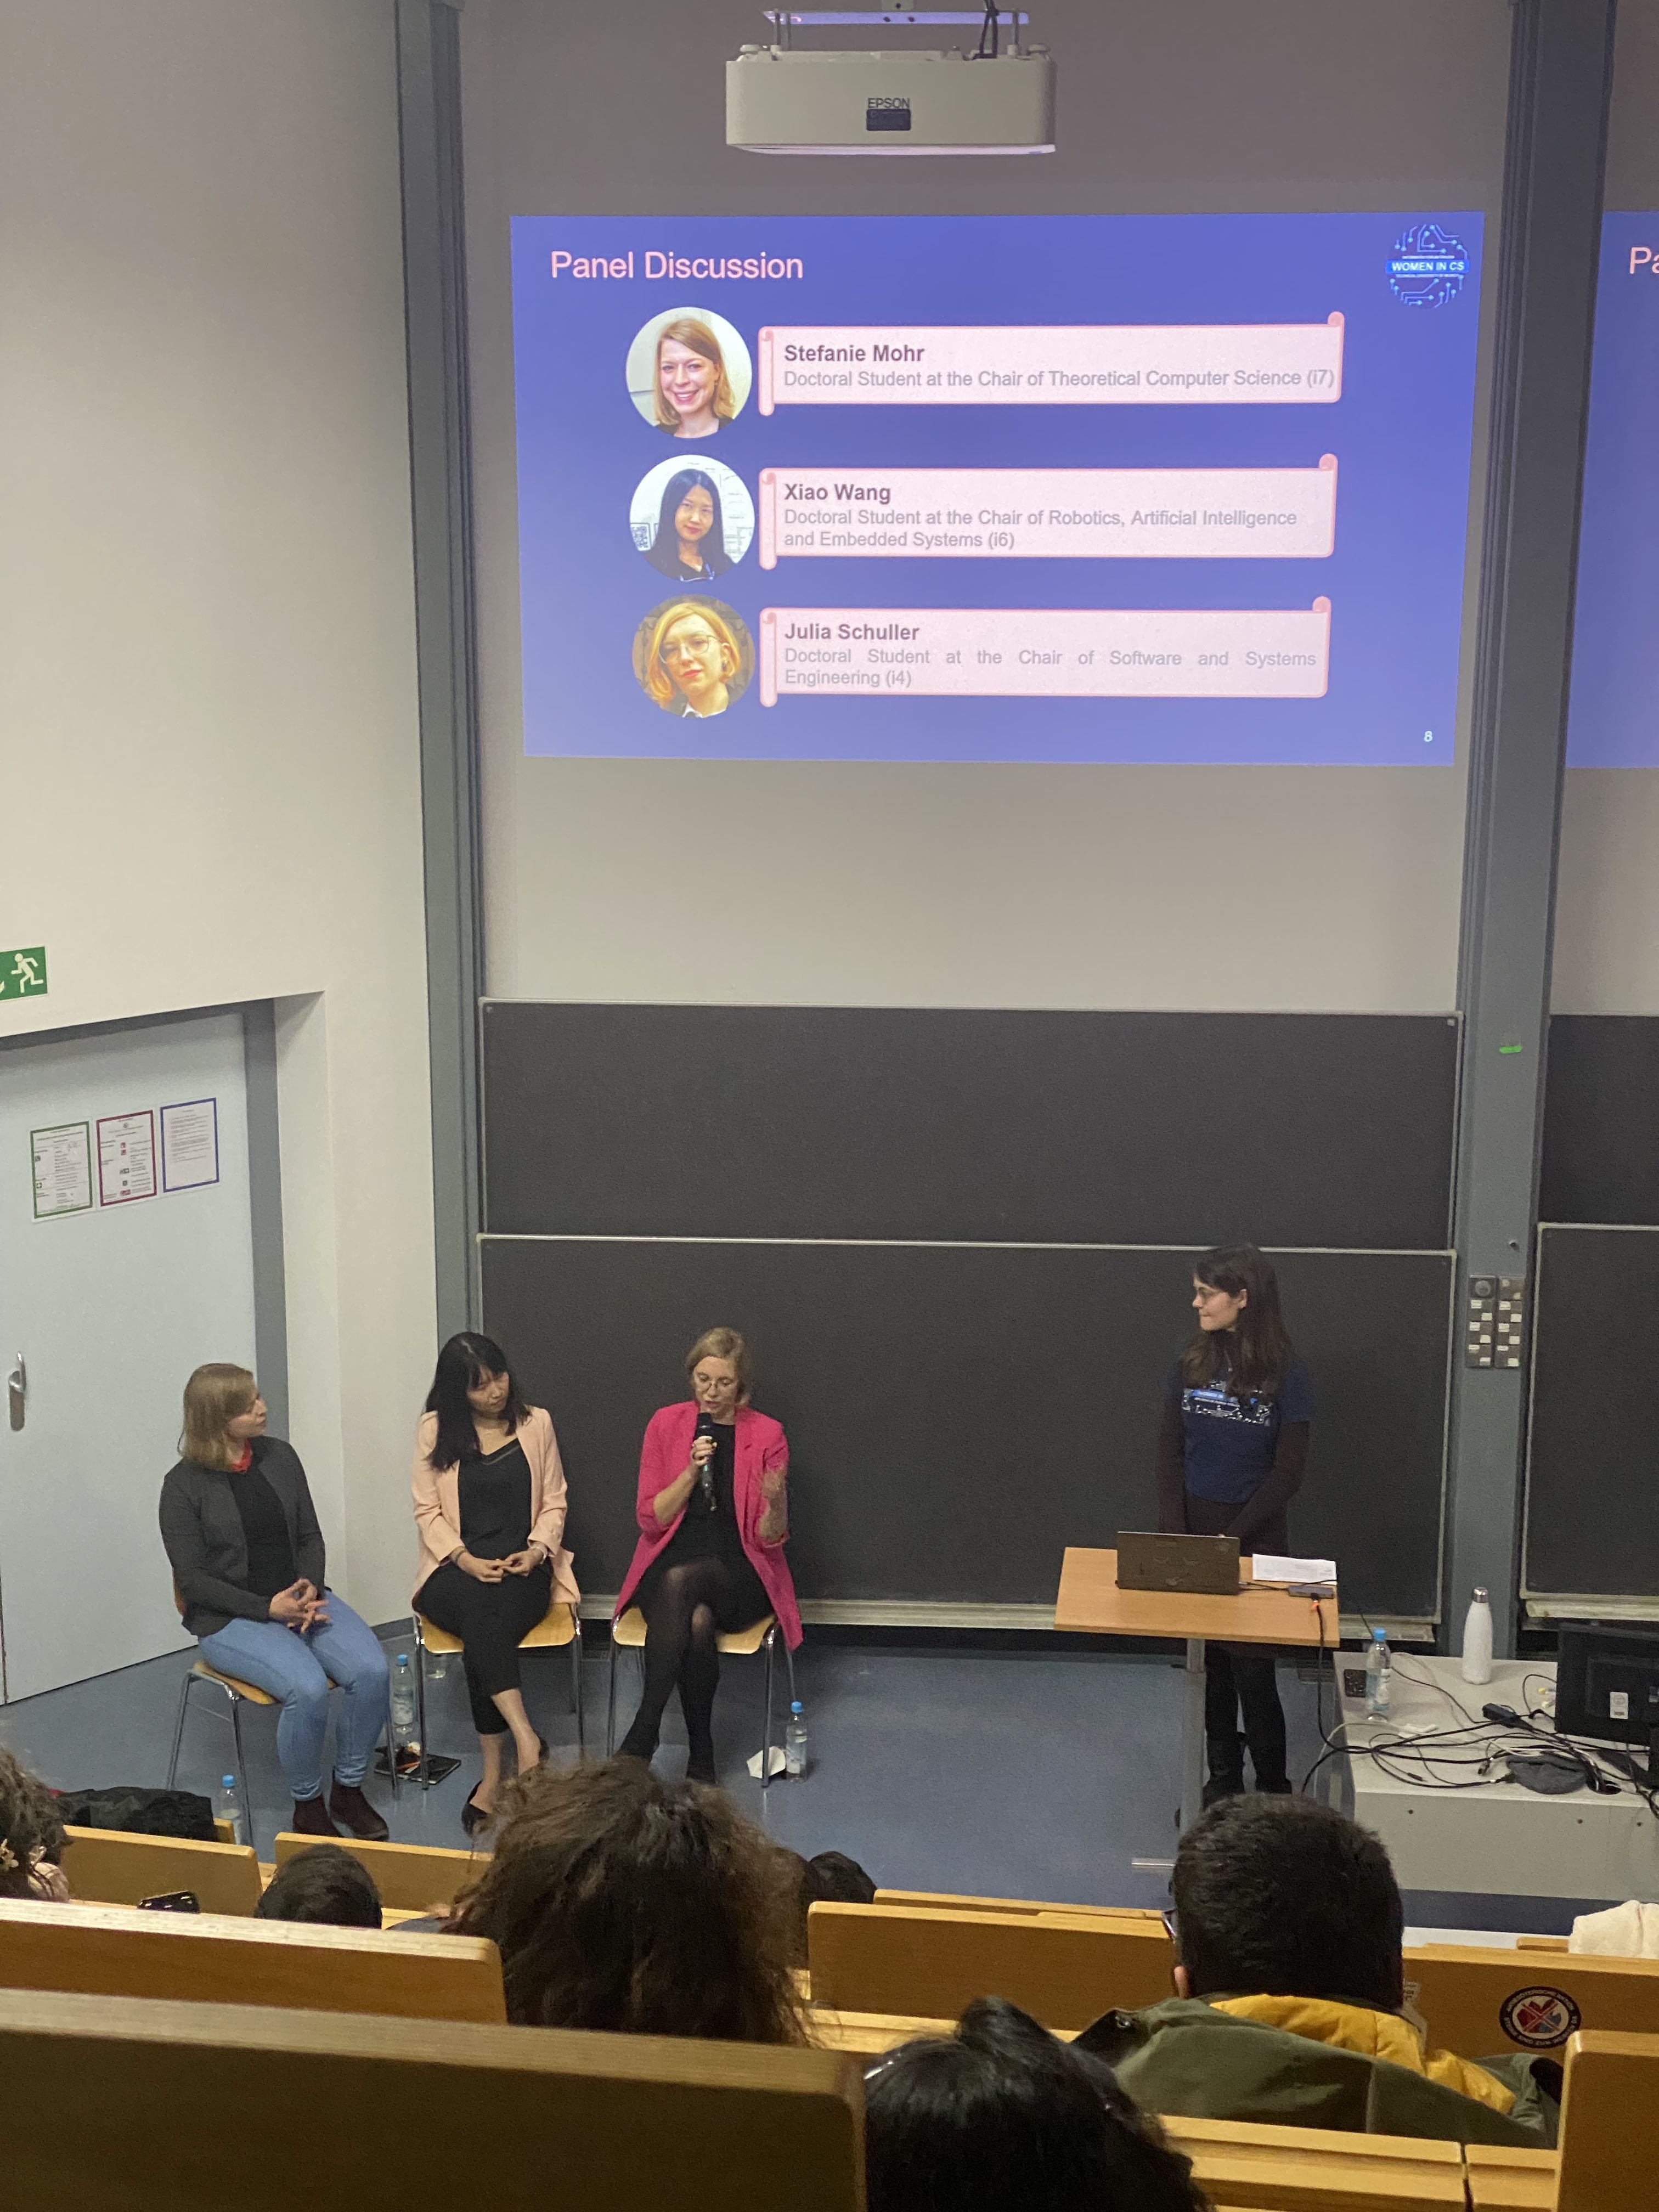 EPSON
Panel Discussion
WOMEN IN CS
Stefanie Mohr
Doctoral Student at the Chair of Theoretical Computer Science (i7)
Xiao Wang
Doctoral Student at the Chair of Robotics, Artificial Intelligence
and Embedded Systems (i6)
Julia Schuller
Doctoral Student at the Chair of Software and Systems
Engineering (i4)
8
Pa